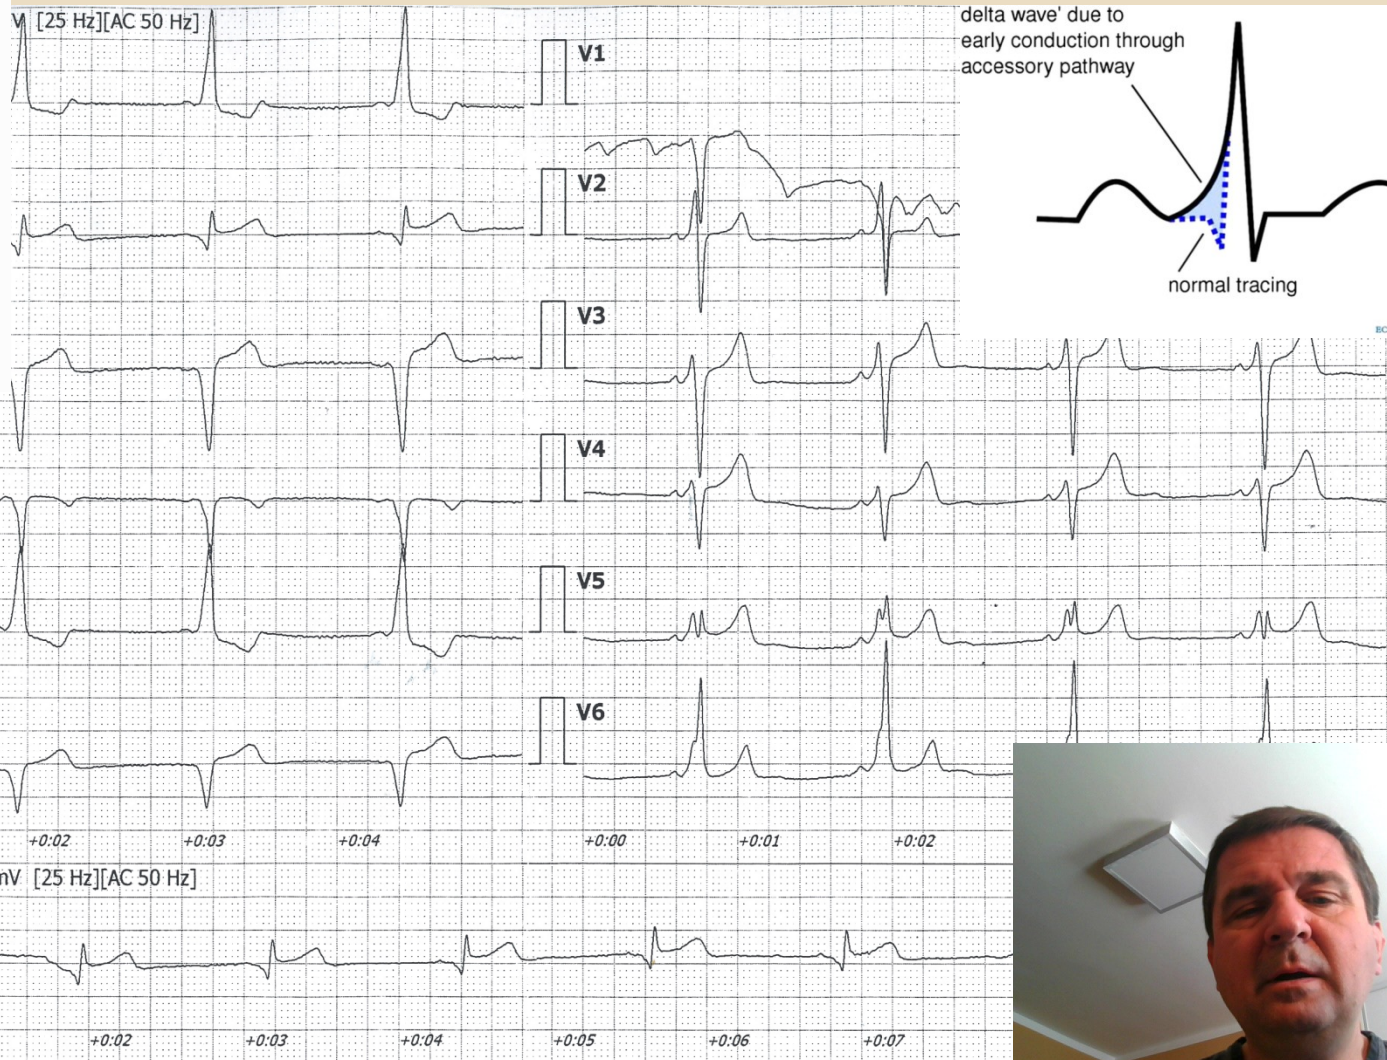 V [25 Hz][AC 50 Hz]
V1
V2
V3
V4
V5
V6
+0:02 +0:03 +0:04 +0:00 +0:01 +0:02
mV [25 Hz][AC 50 Hz]
+0:02 +0:03 +0:04 +0:05 +0:06 +0:07
delta wave' due to
early conduction through
accessory pathway
normal tracing